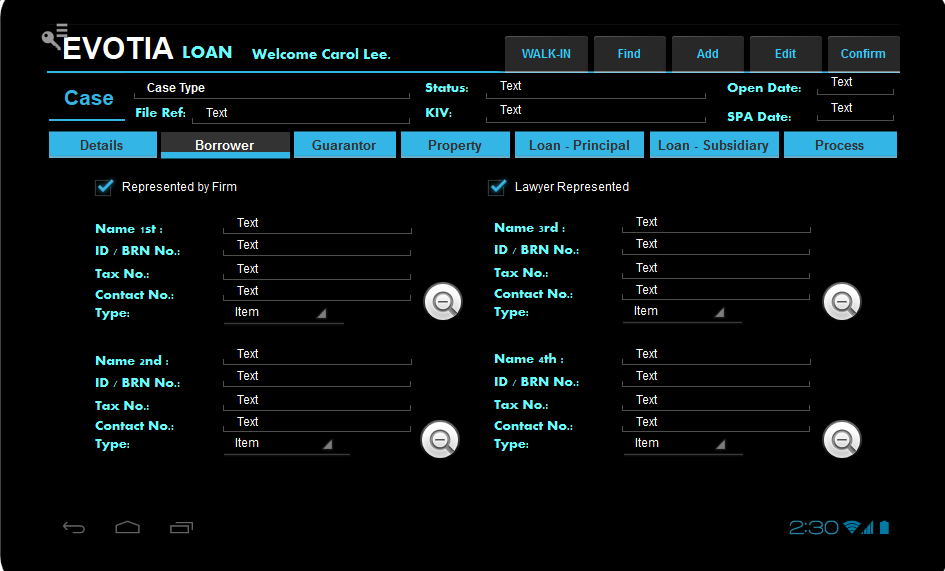 EVOTIA LOAN Welcome Carol Lee. WALK-IN Find Add Edit Confirm
Case Case Type Status: Text Open Date: Text
File Ref: Text KIV: Text SPA Date: Text
Details Borrower Guarantor Property Loan - Principal Loan - Subsidiary Process
Represented by Firm Lawyer Represented
Name 1st : Text Name 3rd : Text
ID / BRN No.: Text ID / BRN No.: Text
Tax No.: Text Tax No.: Text
Contact No.: Text Contact No.: Text
Type: Item Type: Item
Name 2nd : Text Name 4th : Text
ID / BRN No.: Text ID / BRN No.: Text
Tax No.: Text Tax No.: Text
Contact No.: Text Contact No.: Text
Type: Item Type: Item
2:30